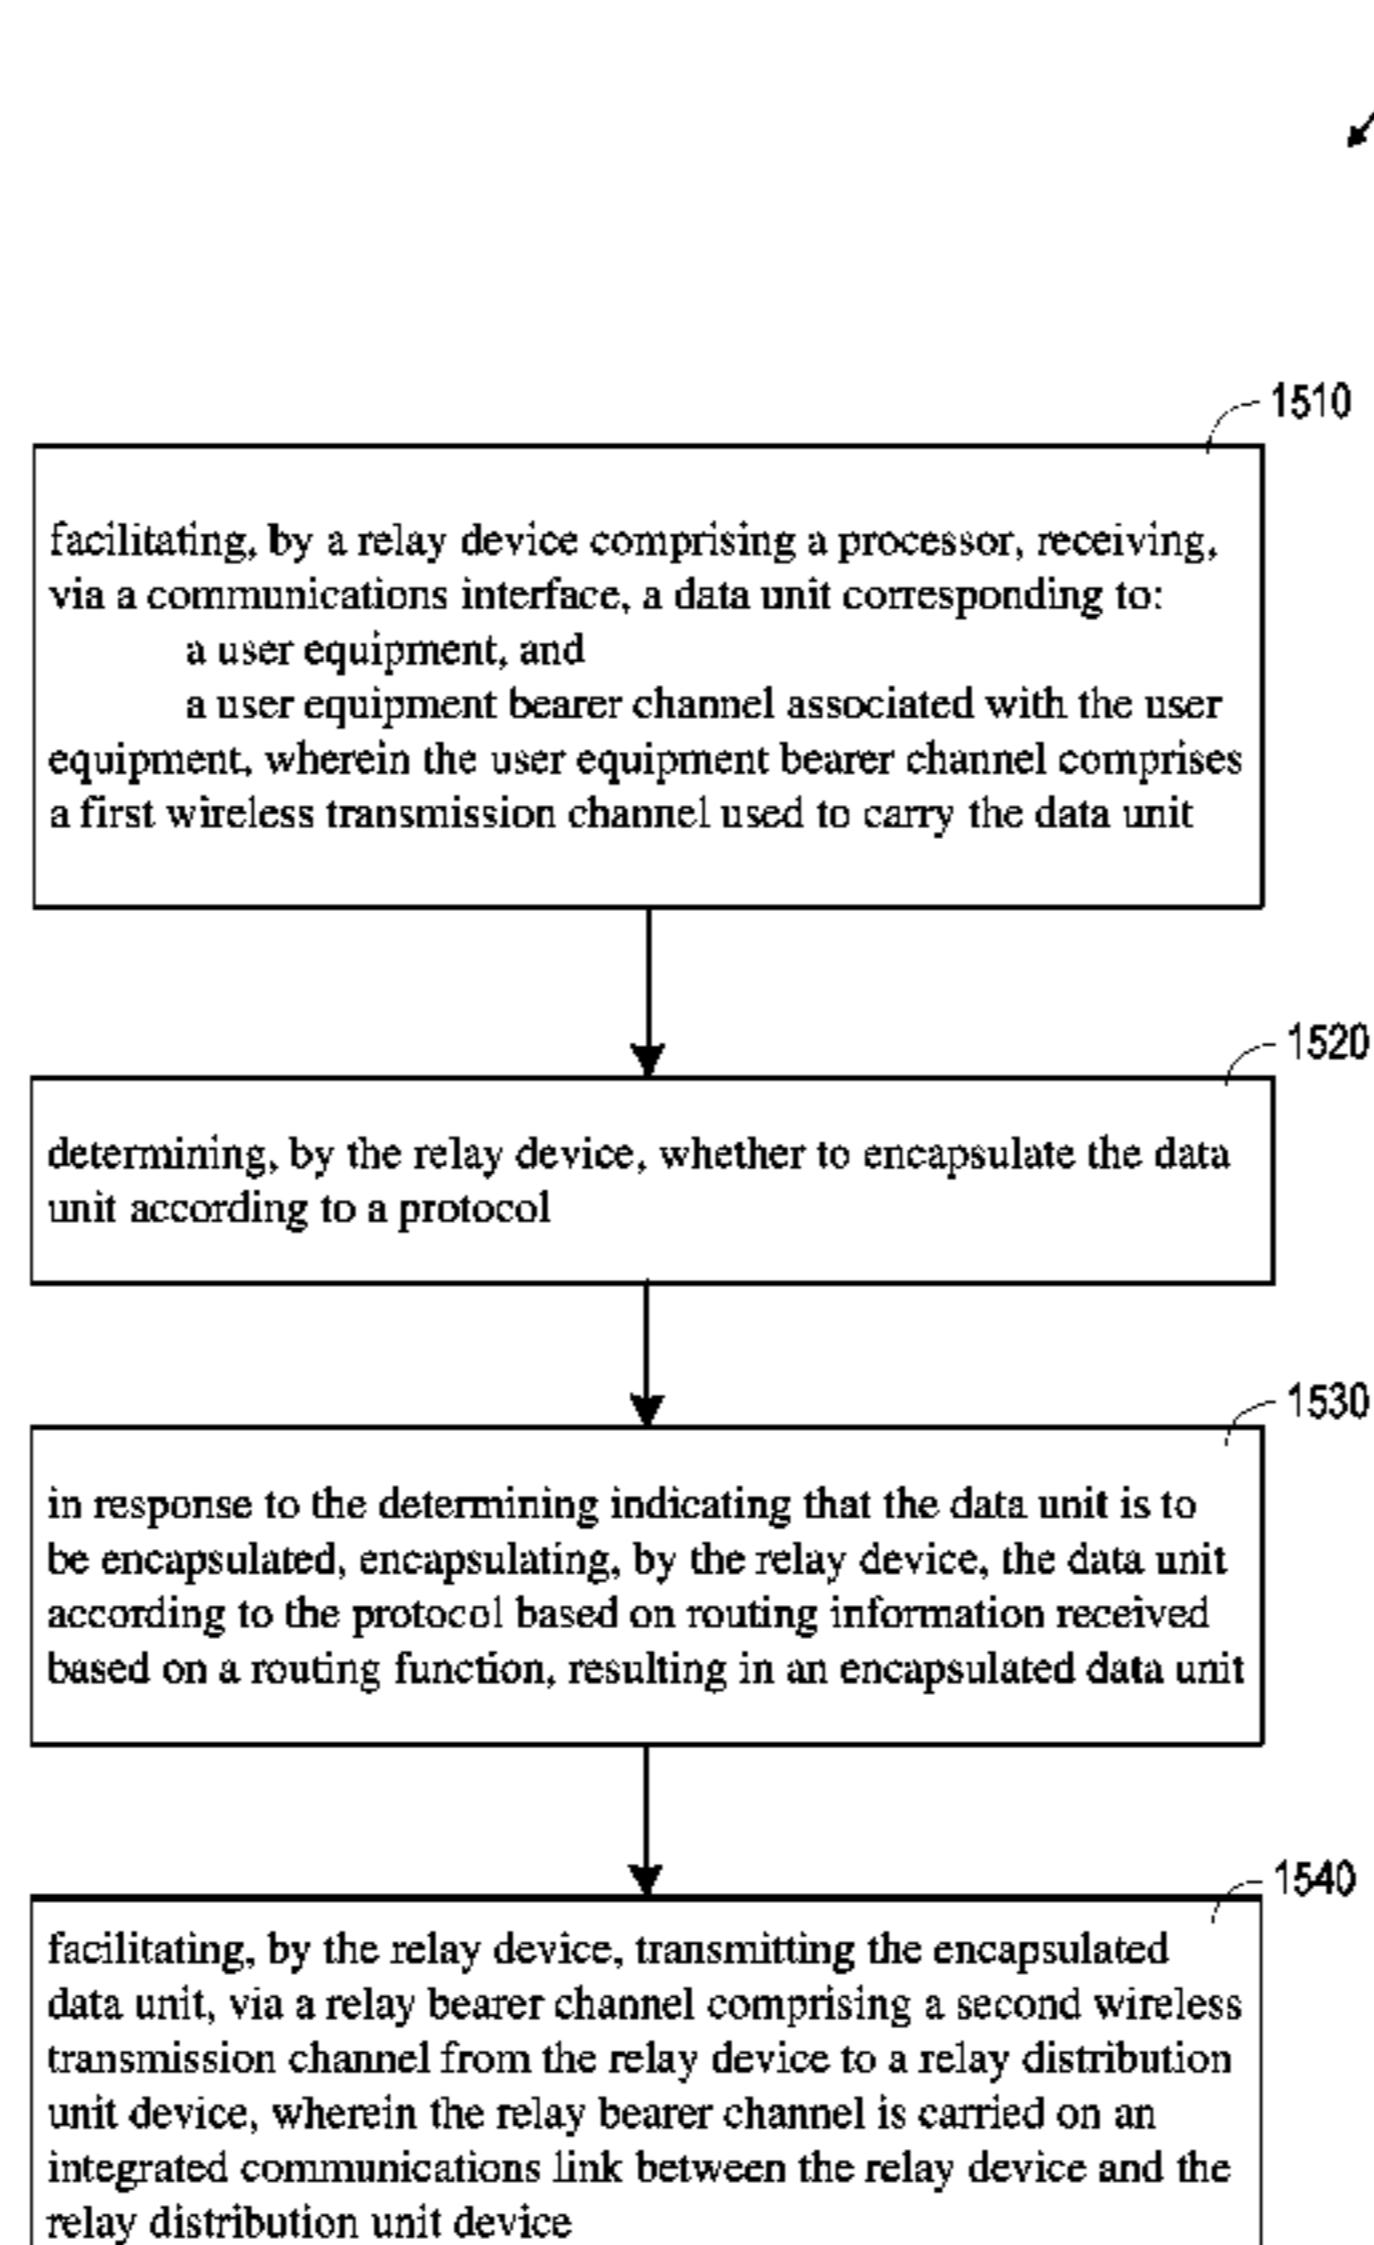 1510
facilitating, by a relay device comprising a processor, receiving,
via a communications interface, a data unit corresponding to:
a user equipment, and
a user equipment bearer channel associated with the user
equipment, wherein the user equipment bearer channel comprises
a first wireless transmission channel used to carry the data unit
1520
determining, by the relay device, whether to encapsulate the data
unit according to a protocol
1530
in response to the determining indicating that the data unit is to
be encapsulated, encapsulating, by the relay device, the data unit
according to the protocol based on routing information received
based on a routing function, resulting in an encapsulated data unit
1540
facilitating, by the relay device, transmitting the encapsulated
data unit, via a relay bearer channel comprising a second wireless
transmission channel from the relay device to a relay distribution
unit device, wherein the relay bearer channel is carried on an
integrated communications link between the relay device and the
relay distribution unit device